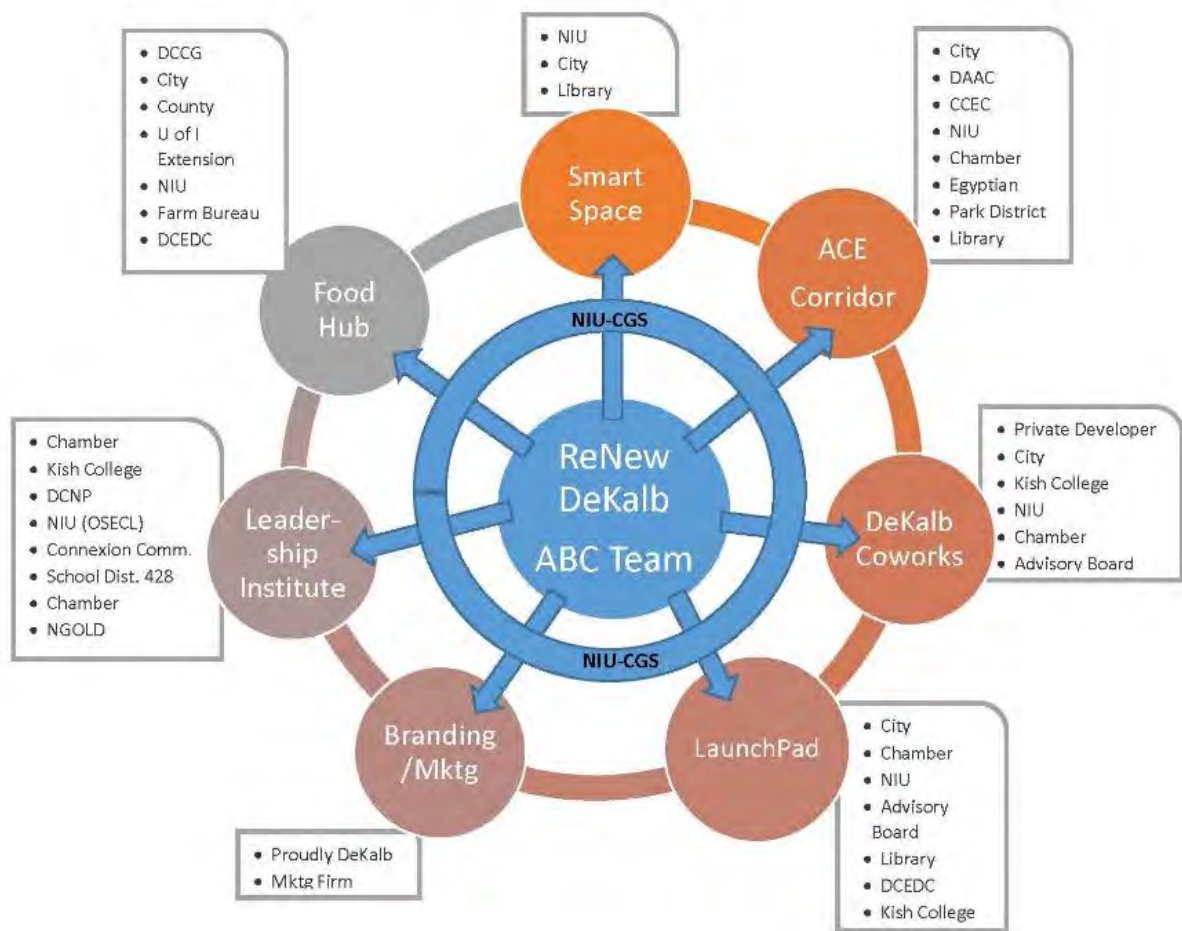 • DCCG
• City
• County
• U of I
Extension
• NIU
• Farm Bureau
• DCEDC
• NIU
• City
• Library
• City
• DAAC
• CCEC
• NIU
• Chamber
• Egyptian
• Park District
• Library
Smart
Space
ACE
Corridor
Food
Hub
NIU-CGS
• Chamber
• Kish College
• DCNP
• NIU (OSECL)
• Connexion Comm.
• School Dist. 428
• Chamber
• NGOLD
Leader-
ship
Institute
ReNew
DeKalb
ABC Team
DeKalb
Coworks
• Private Developer
• City
• Kish College
• NIU
• Chamber
• Advisory Board
NIU-CGS
Branding
/Mktg
LaunchPad
• Proudly DeKalb
• Mktg Firm
• City
• Chamber
• NIU
• Advisory
Board
• Library
• DCEDC
• Kish College